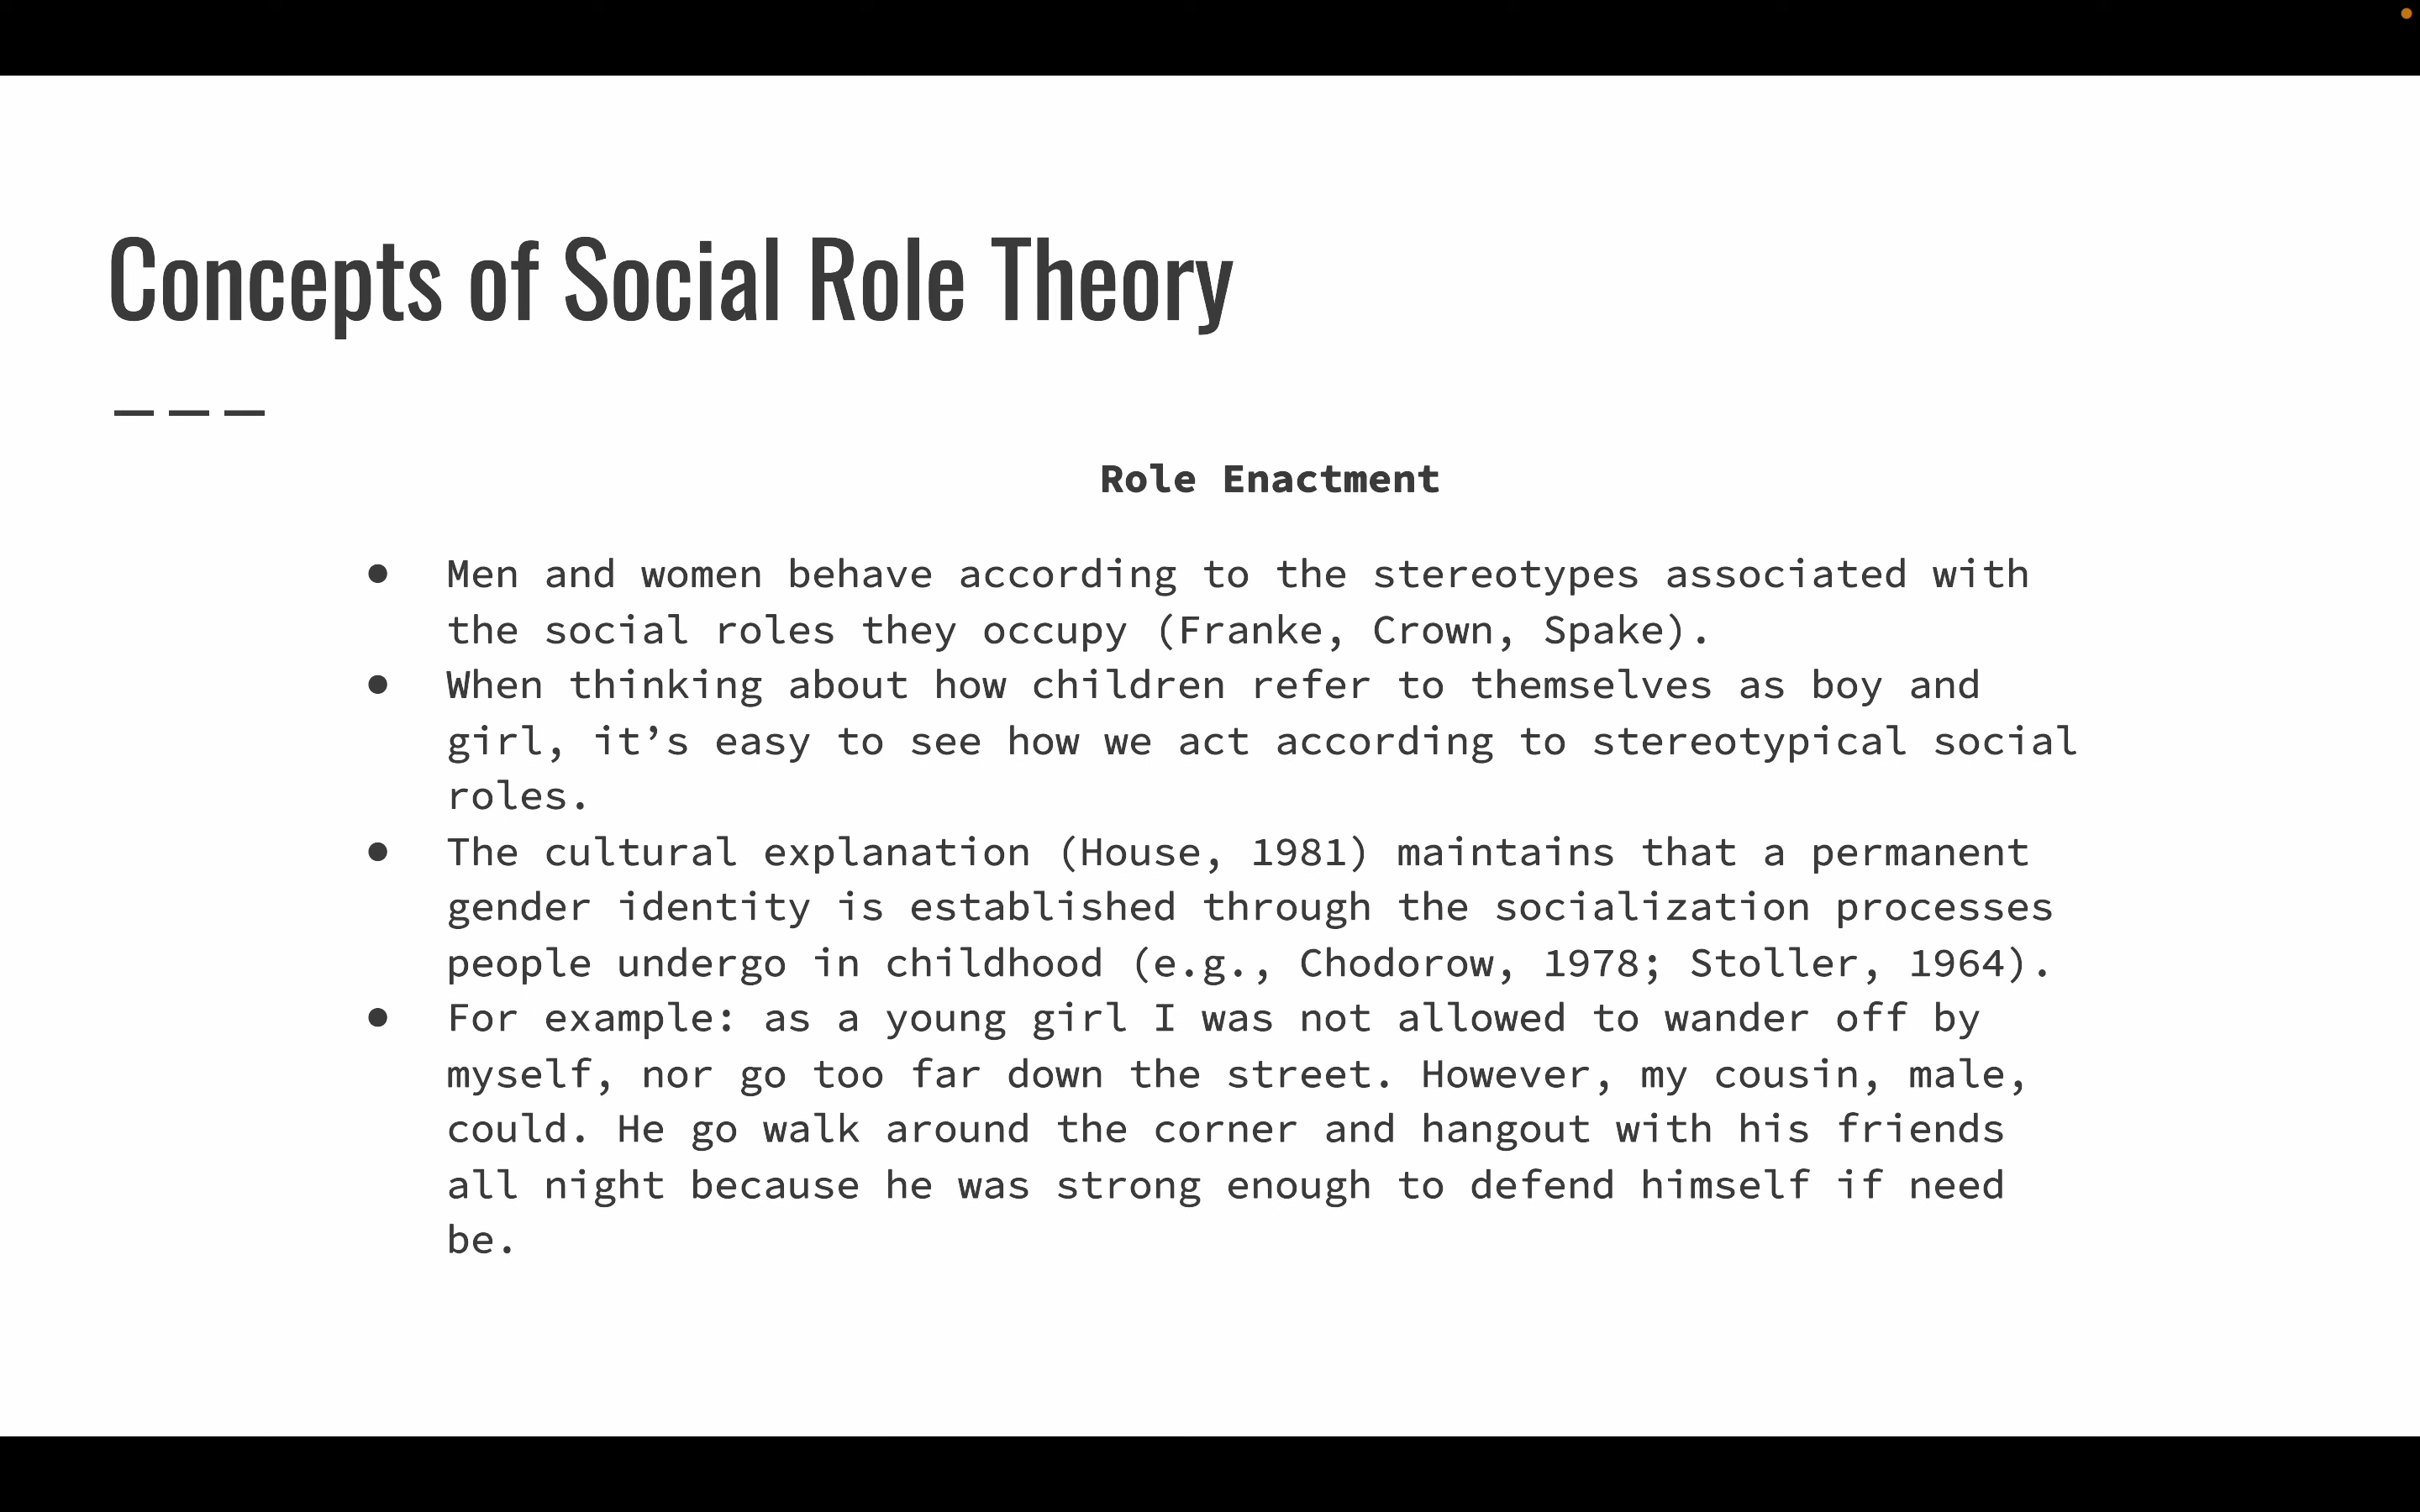 Concepts of Social Role Theory
Role Enactment
● Men and women behave according to the stereotypes associated with
the social roles they occupy (Franke, Crown, Spake).
● When thinking about how children refer to themselves as boy and
girl, it’s easy to see how we act according to stereotypical social
roles.
● The cultural explanation (House, 1981) maintains that a permanent
gender identity is established through the socialization processes
people undergo in childhood (e.g., Chodorow, 1978; Stoller, 1964).
● For example: as a young girl I was not allowed to wander off by
myself, nor go too far down the street. However, my cousin, male,
could. He go walk around the corner and hangout with his friends
all night because he was strong enough to defend himself if need
be.